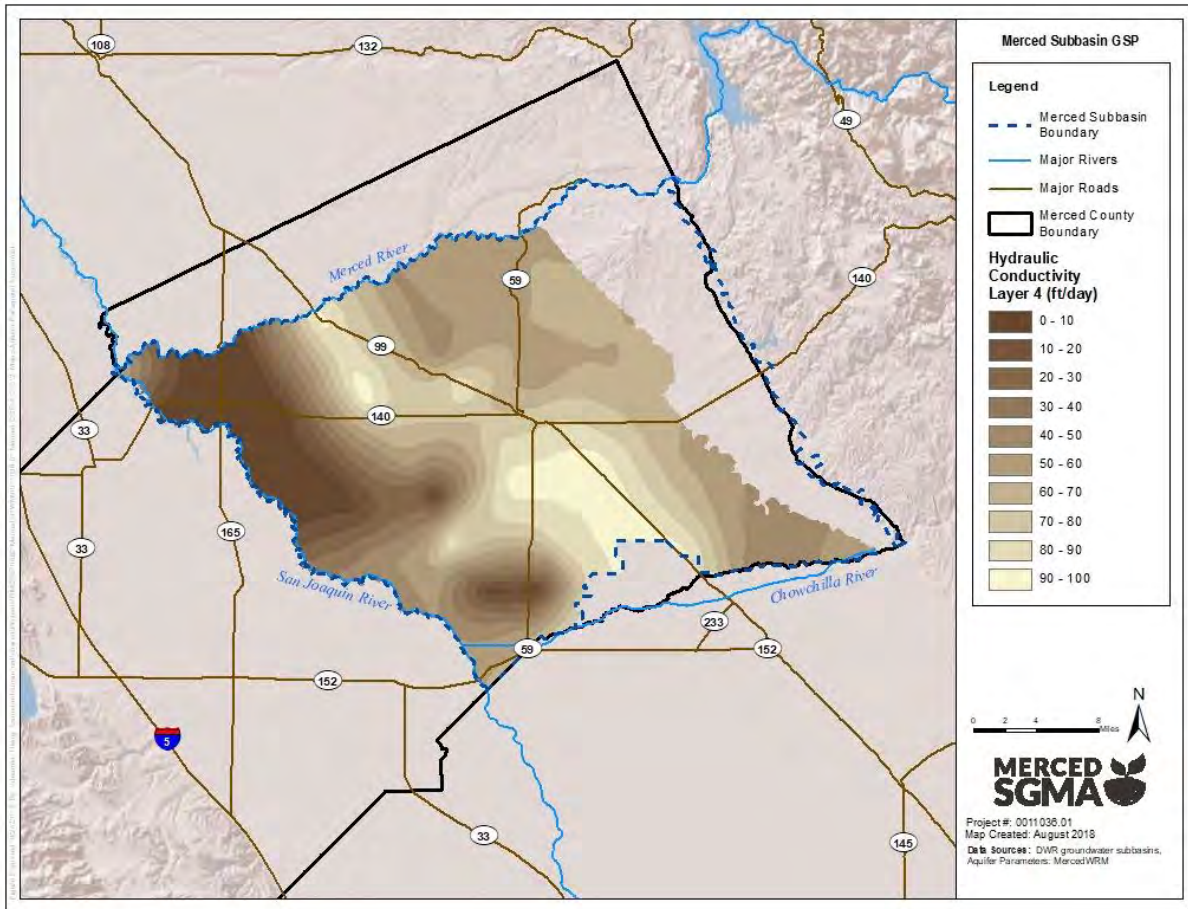 Merced Subbasin GSP
Legend
Merced Subbasin
Boundary
Major Rivers
Major Roads
Merced County
Boundary
Hydraulic
Conductivity
Layer 4 (ft/day)
0 - 10
10 - 20
20 - 30
30 - 40
40 - 50
50 - 60
60 - 70
70 - 80
80 - 90
90 - 100
N
0 2 4 8
Miles
MERCED
SGMA
Project #: 0011036.01
Map Created: August 2018
Data Sources: DWR groundwater subbasins,
Aquifer Parameters: MercedWRM
108
132
49
Merced River
59
140
99
140
33
165
33
San Joaquin River
Chowchilla River
233
59
152
152
5
33
145